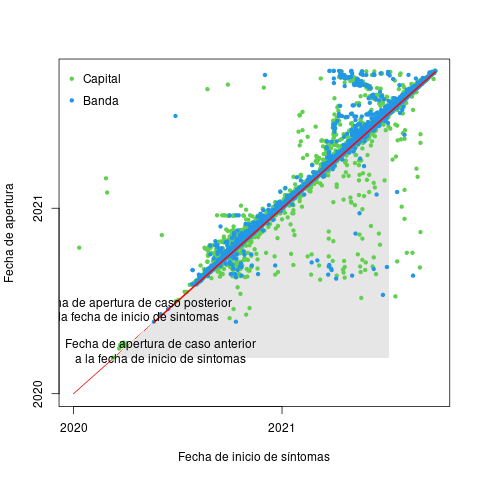 Capital
Banda
na de apertura de caso posterior
la fecha de inicio de síntomas
Fecha de apertura de caso anterior
a la fecha de inicio de síntomas
Fecha de apertura
2021
2020
2020
2021
Fecha de inicio de síntomas